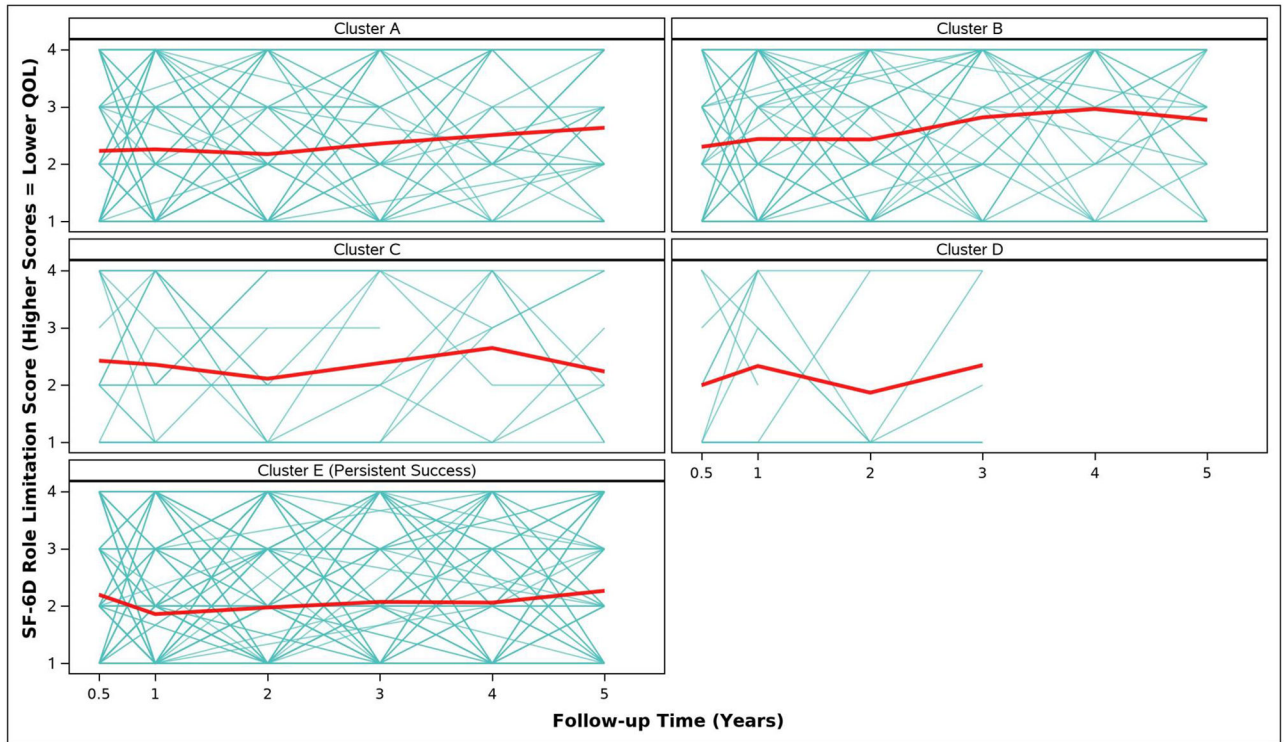 Cluster A
Cluster B
4
3
2
1
Cluster C
Cluster D
4
3
2
1
0.5 1 2 3 4 5
Cluster E (Persistent Success)
4
3
2
1
0.5 1 2 3 4 5
SF-6D Role Limitation Score (Higher Scores = Lower QOL)
Follow-up Time (Years)